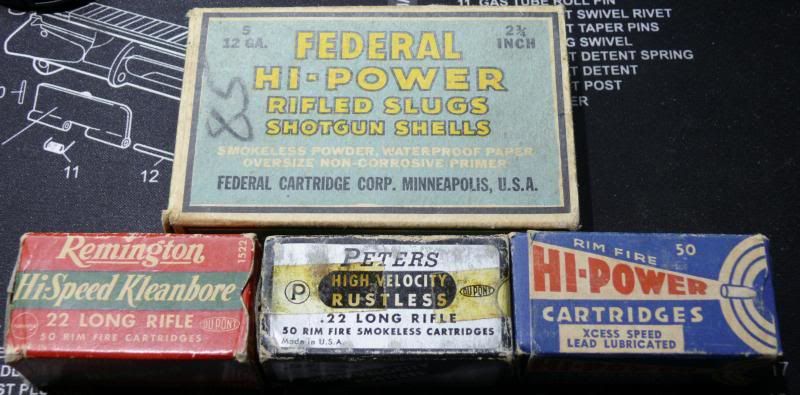 11. GAS TUBE ROLL PIN
SWIVEL RIVET
TAPER PINS
SWIVEL
DETENT SPRING
DETENT
POST
11
12
5
12 GA.
FEDERAL
2¾
INCH
HI-POWER
RIFLED SLUGS
SHOTGUN SHELLS
85
SMOKELESS POWDER, WATERPROOF PAPER
OVERSIZE NON-CORROSIVE PRIMER
FEDERAL CARTRIDGE CORP. MINNEAPOLIS, U.S.A.
Remington
Hi-Speed Kleanbore
.22 LONG RIFLE
DU PONT
50 RIM FIRE CARTRIDGES
1522
PETERS
P
HIGH VELOCITY
RUSTLESS
DU PONT
.22 LONG RIFLE
50 RIM FIRE SMOKELESS CARTRIDGES
Made in U.S.A.
RIM FIRE
50
HI-POWER
CARTRIDGES
XCESS SPEED
LEAD LUBRICATED
17